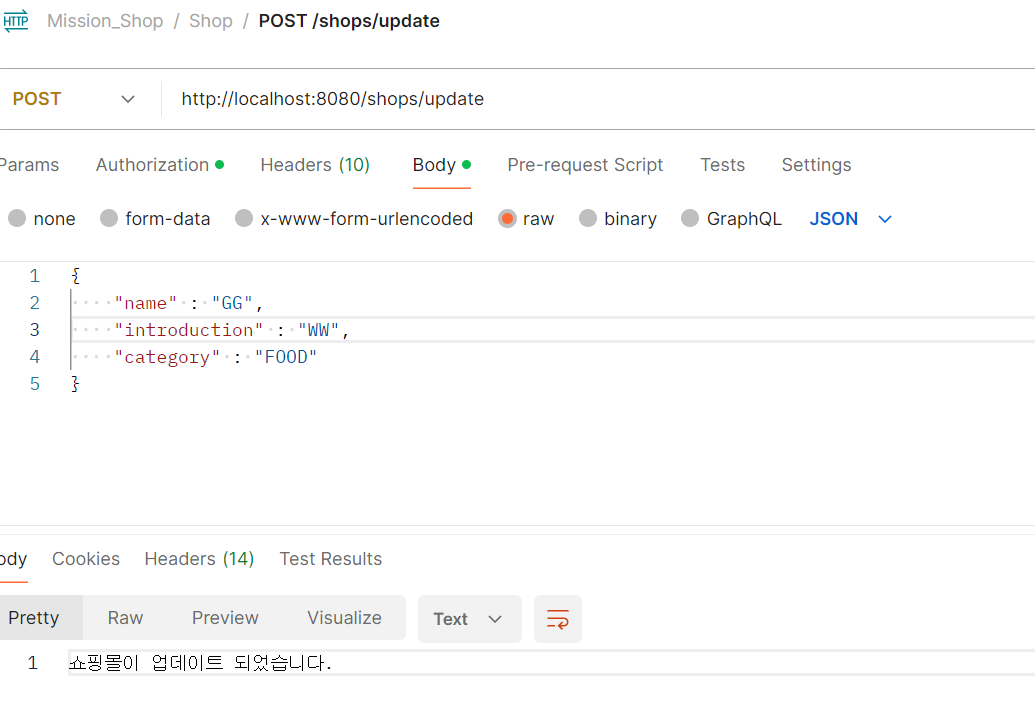 HTTP Mission_Shop / Shop / POST /shops/update
POST http://localhost:8080/shops/update
Params Authorization Headers (10) Body Pre-request Script Tests Settings
none form-data x-www-form-urlencoded raw binary GraphQL JSON
1 {
2 "name" : "GG",
3 "introduction" : "WW",
4 "category" : "FOOD"
5 }
ody Cookies Headers (14) Test Results
Pretty Raw Preview Visualize Text
1 쇼핑몰이 업데이트 되었습니다.